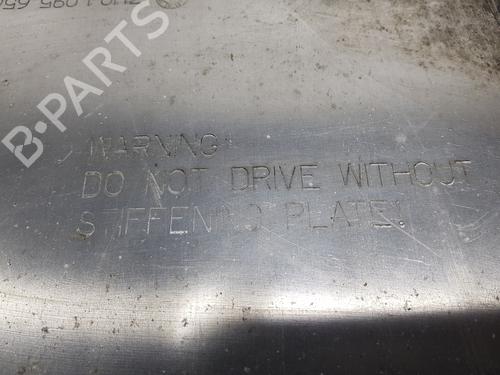 B-PARTS
WARNING!
DO NOT DRIVE WITHOUT
STIFFENING PLATE!